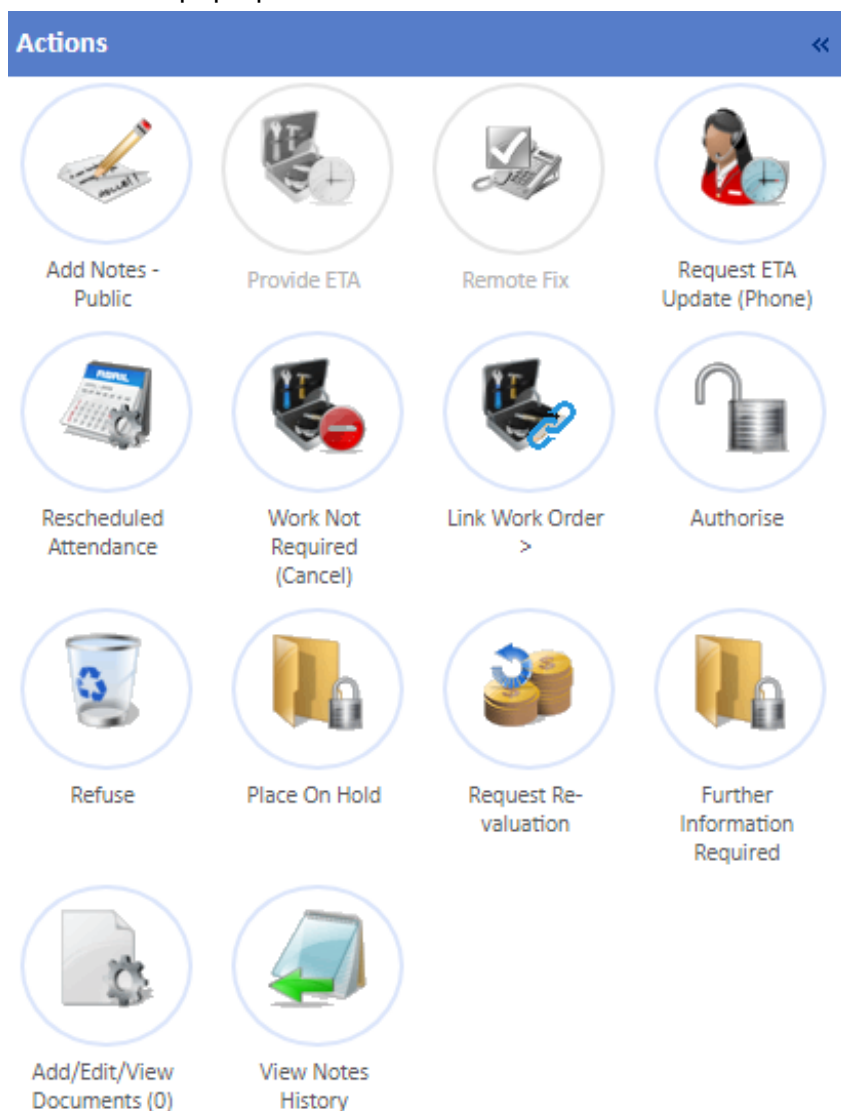 Actions
«
Add Notes -
Public
Provide ETA
Remote Fix
Request ETA
Update (Phone)
Rescheduled
Attendance
Work Not
Required
(Cancel)
Link Work Order
>
Authorise
Refuse
Place On Hold
Request Re-
valuation
Further
Information
Required
Add/Edit/View
Documents (0)
View Notes
History